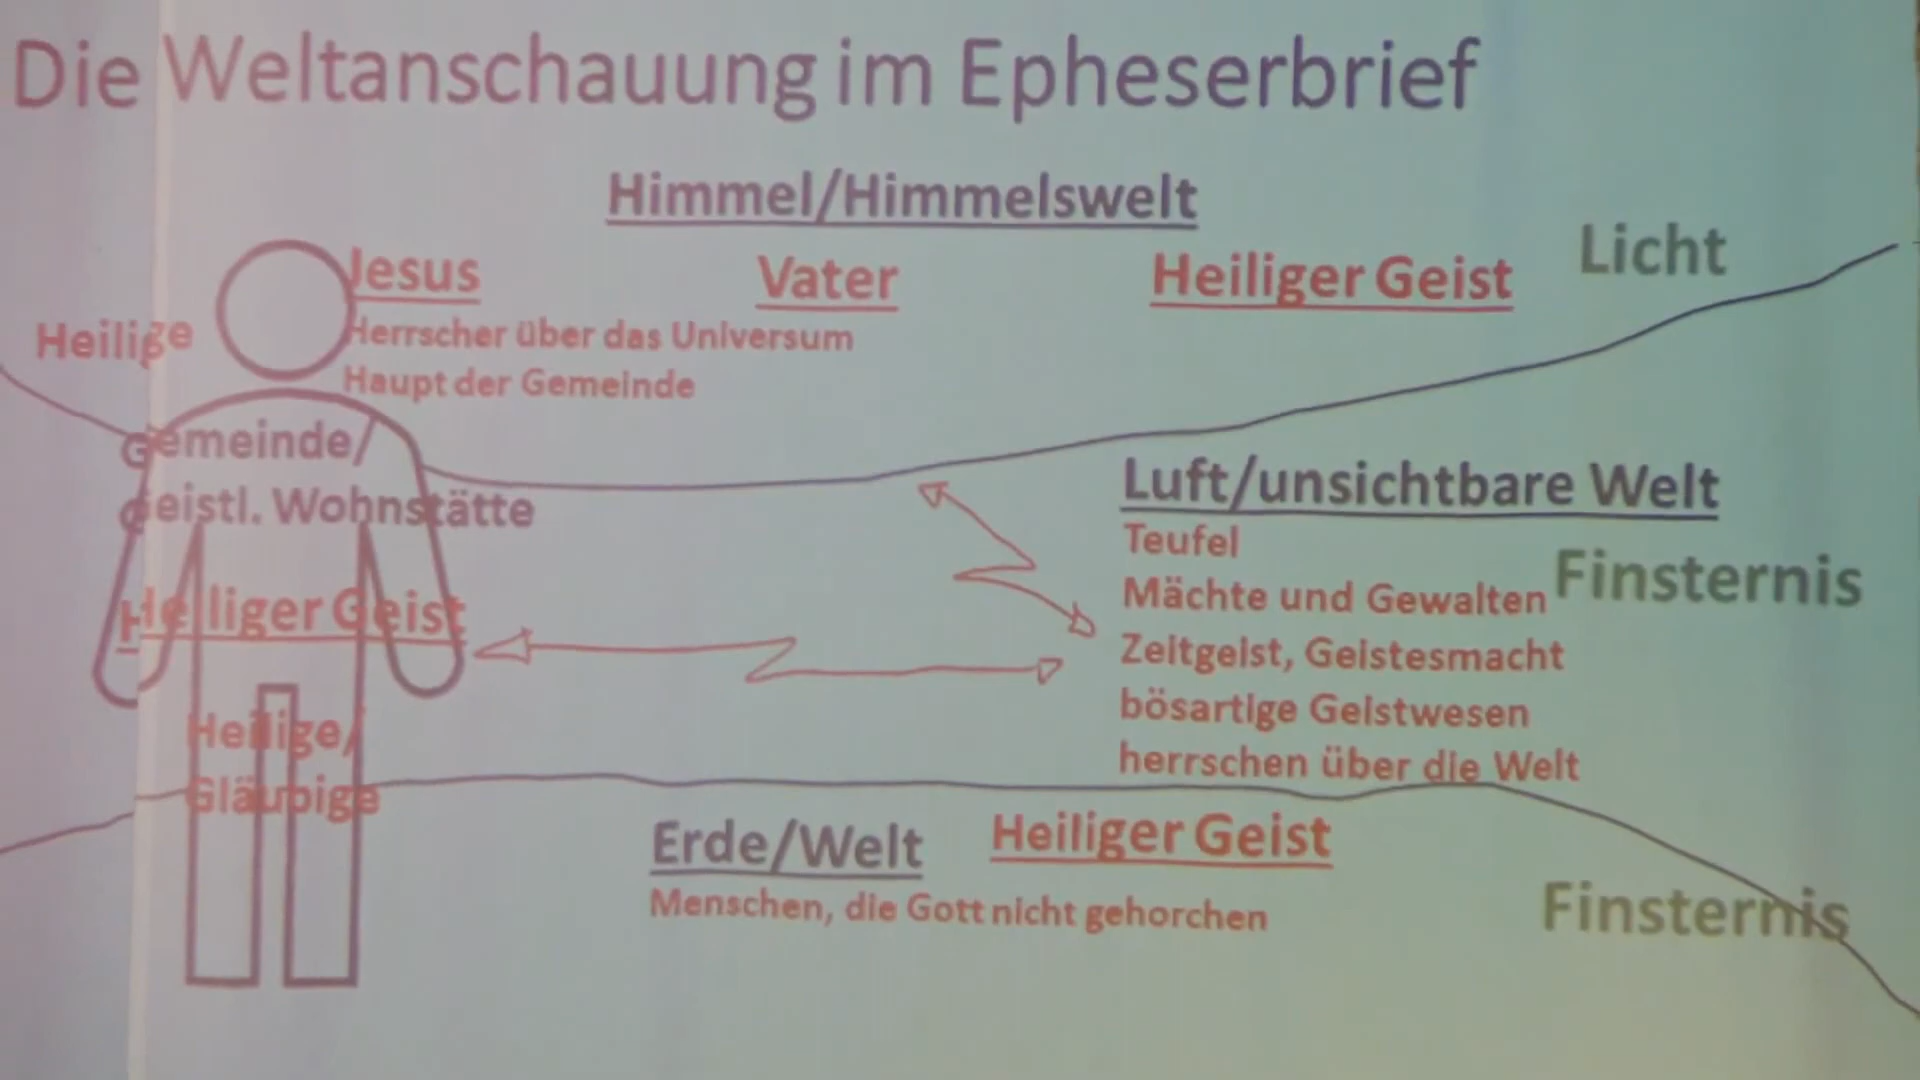 Die Weltanschauung im Epheserbrief
Himmel/Himmelswelt
Licht
Jesus
Vater
Heiliger Geist
Heilige
Herrscher über das Universum
Haupt der Gemeinde
Gemeinde/
geistl. Wohnstätte
Heiliger Geist
Heilige/
Gläubige
Luft/unsichtbare Welt
Teufel
Mächte und Gewalten
Finsternis
Zeitgeist, Geistesmacht
bösartige Geistwesen
herrschen über die Welt
Erde/Welt
Heiliger Geist
Menschen, die Gott nicht gehorchen
Finsternis